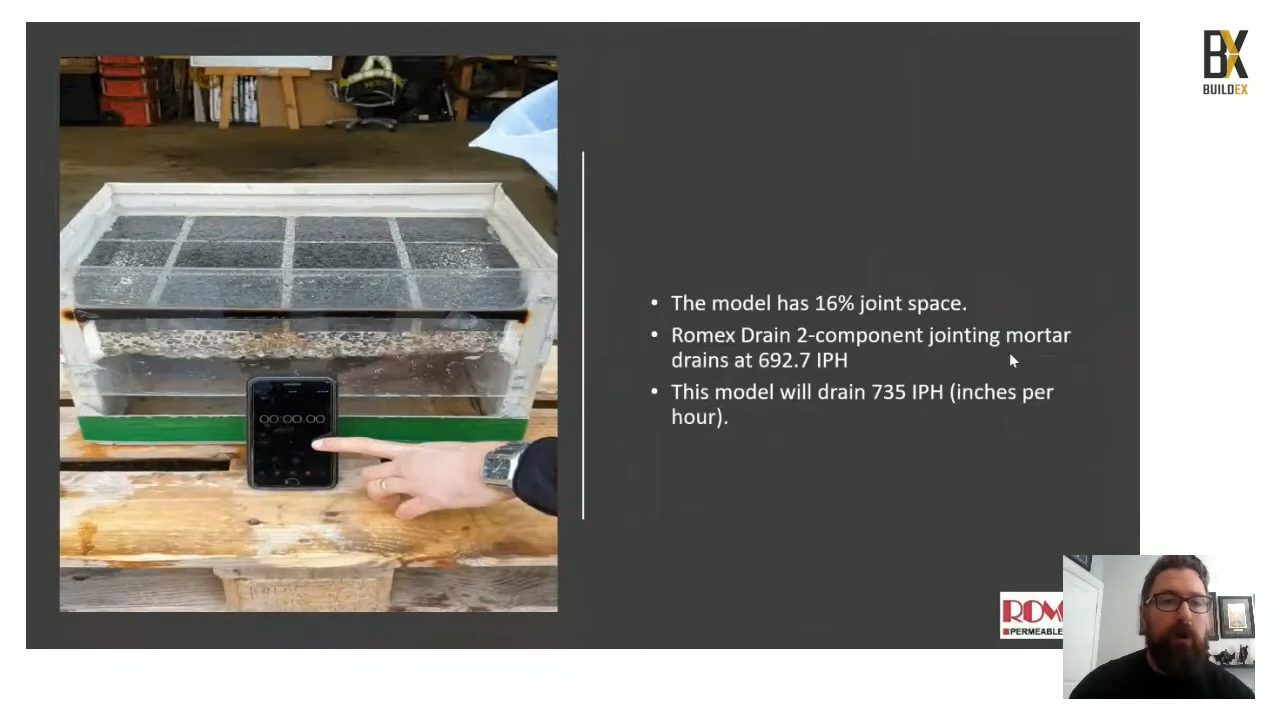 BX
BUILDEX
00:00.00
• The model has 16% joint space.
• Romex Drain 2-component jointing mortar
drains at 692.7 IPH
• This model will drain 735 IPH (inches per
hour).
ROM
PERMEABLE